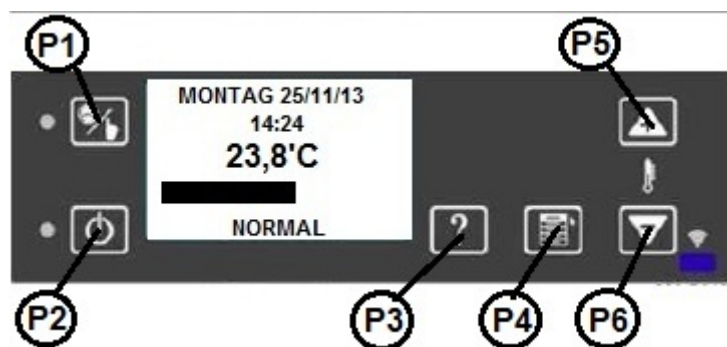 P1
P5
MONTAG 25/11/13
14:24
23,8'C
NORMAL
?
P2
P3
P4
P6